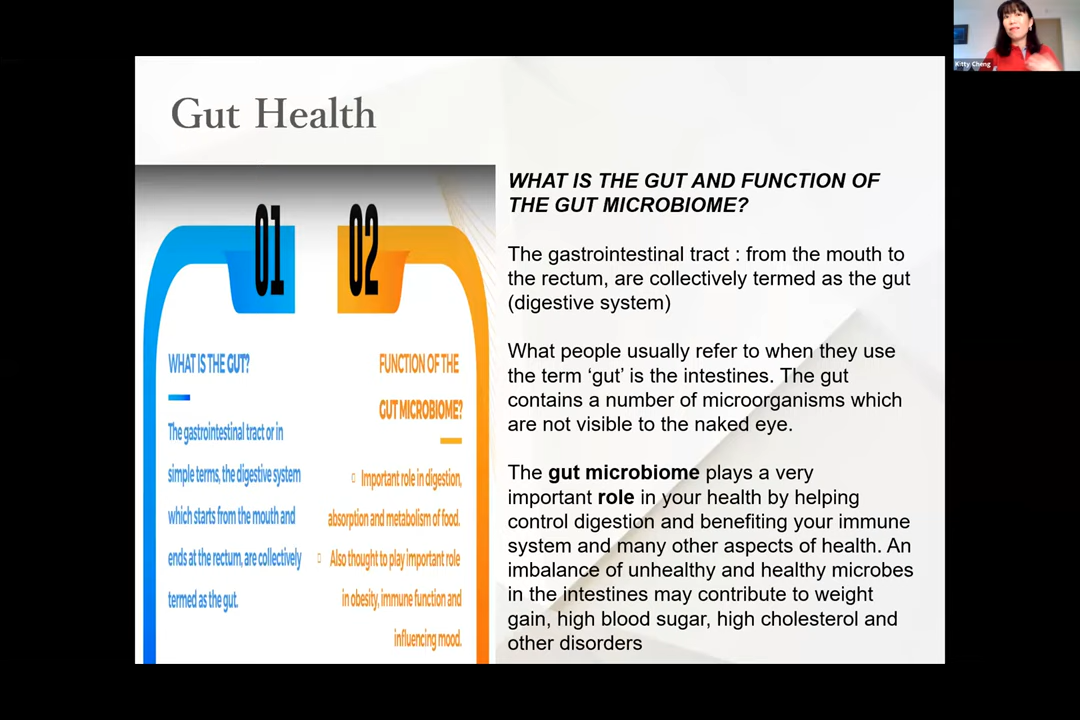 Kitty Cheng
Gut Health
01
02
WHAT IS THE GUT?
The gastrointestinal tract or in
simple terms, the digestive system
which starts from the mouth and
ends at the rectum, are collectively
termed as the gut.
FUNCTION OF THE
GUT MICROBIOME?
Important role in digestion,
absorption and metabolism of food.
Also thought to play important role
in obesity, immune function and
influencing mood.
WHAT IS THE GUT AND FUNCTION OF
THE GUT MICROBIOME?
The gastrointestinal tract : from the mouth to
the rectum, are collectively termed as the gut
(digestive system)
What people usually refer to when they use
the term ‘gut’ is the intestines. The gut
contains a number of microorganisms which
are not visible to the naked eye.
The gut microbiome plays a very
important role in your health by helping
control digestion and benefiting your immune
system and many other aspects of health. An
imbalance of unhealthy and healthy microbes
in the intestines may contribute to weight
gain, high blood sugar, high cholesterol and
other disorders